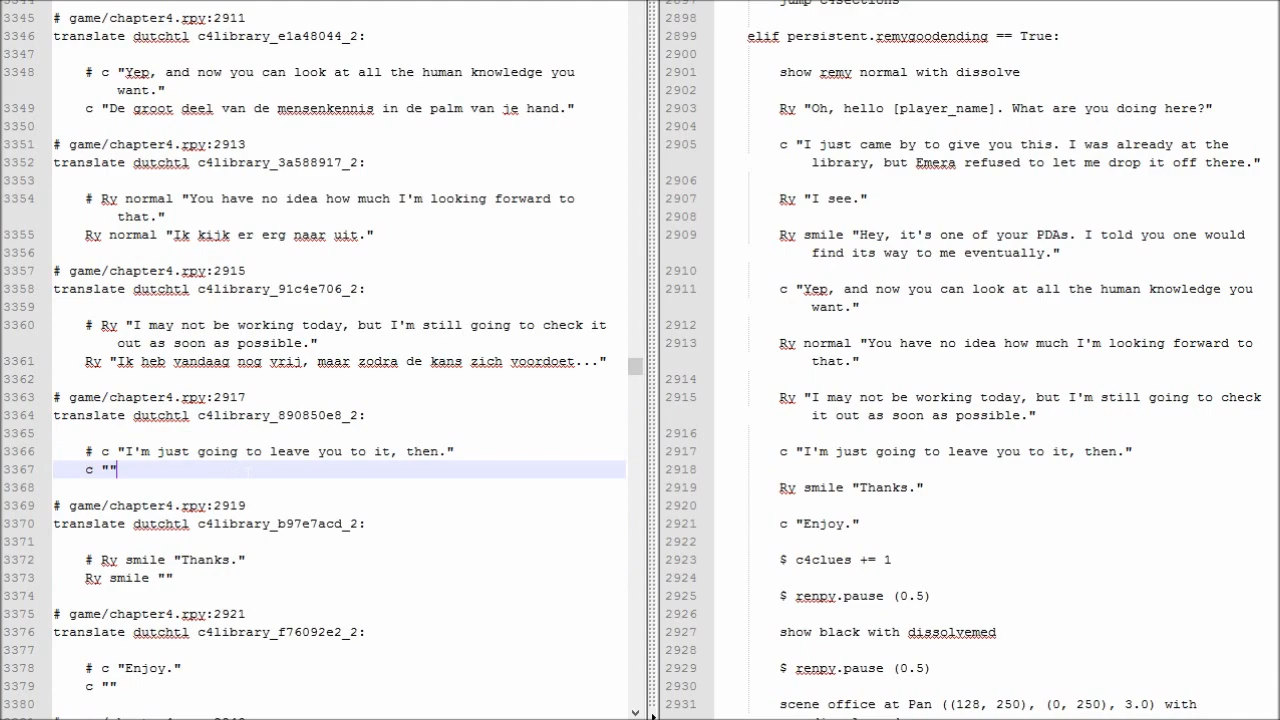 3344
3345 # game/chapter4.rpy:2911
3346 translate dutchtl c4library_e1a48044_2:
3347
3348 # c "Yep, and now you can look at all the human knowledge you
want."
3349 c "De groot deel van de mensenkennis in de palm van je hand."
3350
3351 # game/chapter4.rpy:2913
3352 translate dutchtl c4library_3a588917_2:
3353
3354 # Ry normal "You have no idea how much I'm looking forward to
that."
3355 Ry normal "Ik kijk er erg naar uit."
3356
3357 # game/chapter4.rpy:2915
3358 translate dutchtl c4library_91c4e706_2:
3359
3360 # Ry "I may not be working today, but I'm still going to check it
out as soon as possible."
3361 Ry "Ik heb vandaag nog vrij, maar zodra de kans zich voordoet..."
3362
3363 # game/chapter4.rpy:2917
3364 translate dutchtl c4library_890850e8_2:
3365
3366 # c "I'm just going to leave you to it, then."
3367 c ""
3368
3369 # game/chapter4.rpy:2919
3370 translate dutchtl c4library_b97e7acd_2:
3371
3372 # Ry smile "Thanks."
3373 Ry smile ""
3374
3375 # game/chapter4.rpy:2921
3376 translate dutchtl c4library_f76092e2_2:
3377
3378 # c "Enjoy."
3379 c ""
3380
2897 jump c4sections
2898
2899 elif persistent.remygoodending == True:
2900
2901 show remy normal with dissolve
2902
2903 Ry "Oh, hello [player_name]. What are you doing here?"
2904
2905 c "I just came by to give you this. I was already at the
library, but Emera refused to let me drop it off there."
2906
2907 Ry "I see."
2908
2909 Ry smile "Hey, it's one of your PDAs. I told you one would
find its way to me eventually."
2910
2911 c "Yep, and now you can look at all the human knowledge you
want."
2912
2913 Ry normal "You have no idea how much I'm looking forward to
that."
2914
2915 Ry "I may not be working today, but I'm still going to check
it out as soon as possible."
2916
2917 c "I'm just going to leave you to it, then."
2918
2919 Ry smile "Thanks."
2920
2921 c "Enjoy."
2922
2923 $ c4clues += 1
2924
2925 $ renpy.pause (0.5)
2926
2927 show black with dissolvemed
2928
2929 $ renpy.pause (0.5)
2930
2931 scene office at Pan ((128, 250), (0, 250), 3.0) with